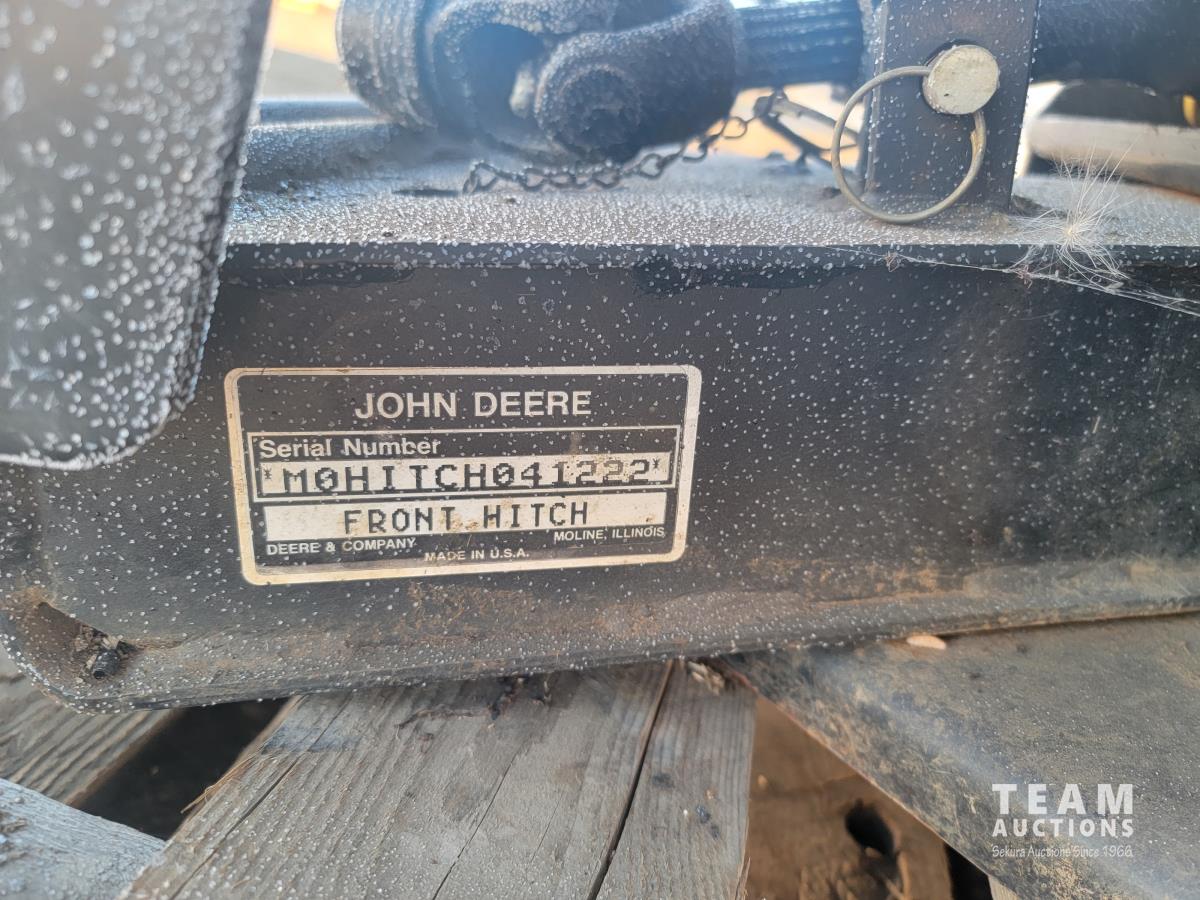 JOHN DEERE
Serial Number
*M0HITCH041222*
FRONT HITCH
DEERE & COMPANY MOLINE, ILLINOIS
MADE IN U.S.A.
TEAM
AUCTIONS
Sekura Auctions Since 1966